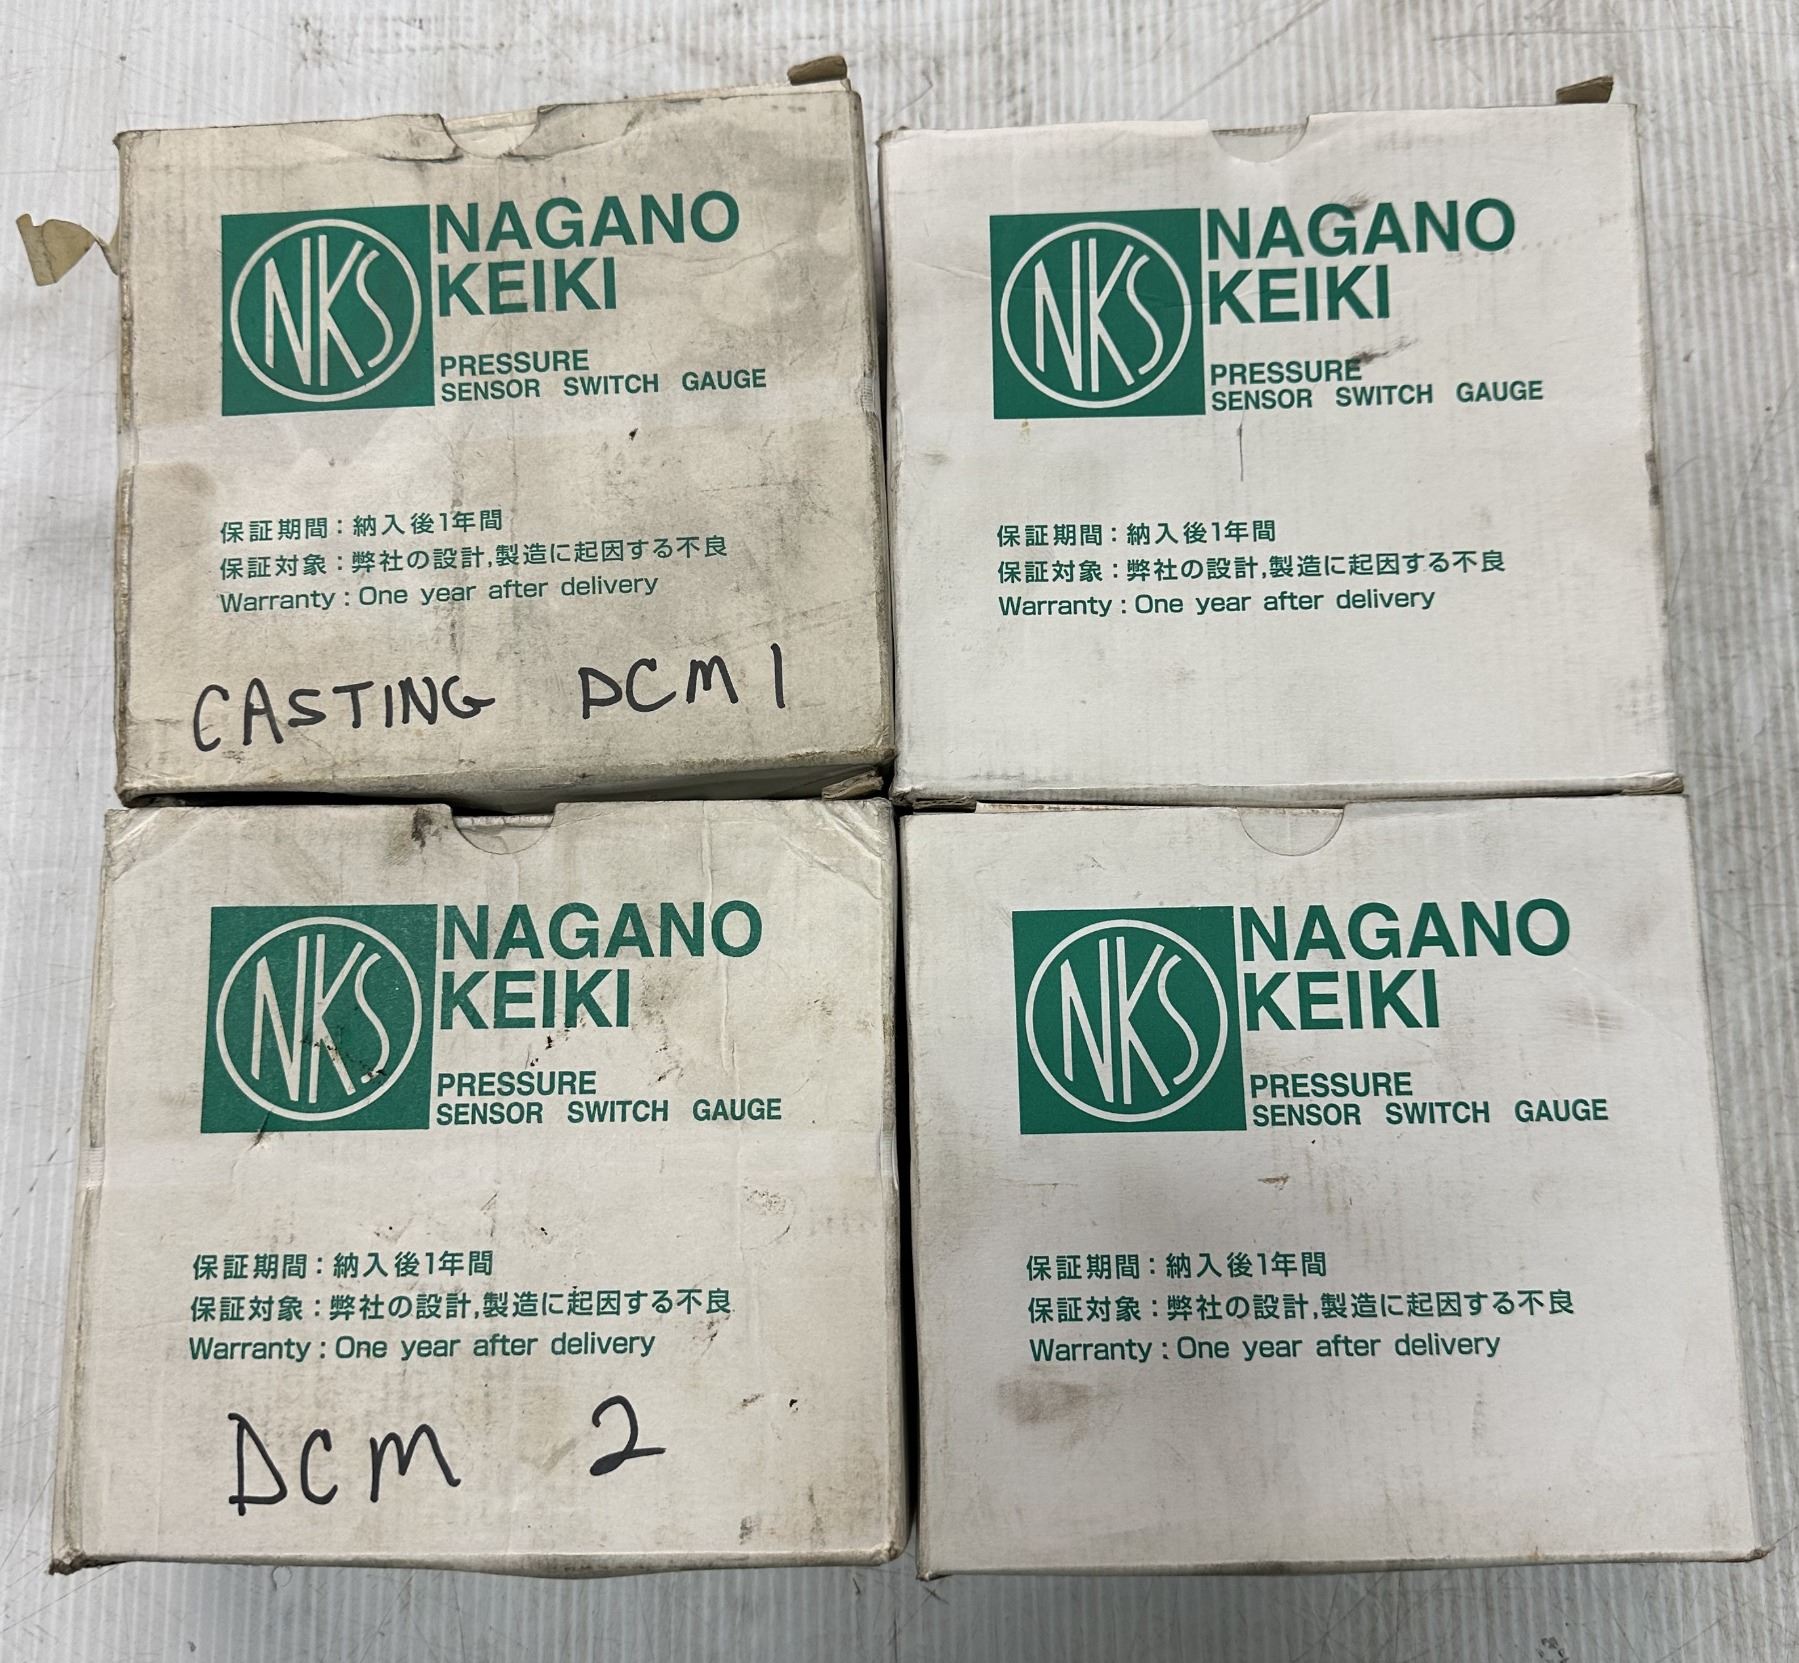 NKS
NAGANO
KEIKI
PRESSURE
SENSOR SWITCH GAUGE
保証期間：納入後1年間
保証対象：弊社の設計,製造に起因する不良
Warranty : One year after delivery
CASTING DCM 1
NKS
NAGANO
KEIKI
PRESSURE
SENSOR SWITCH GAUGE
保証期間：納入後1年間
保証対象：弊社の設計,製造に起因する不良
Warranty : One year after delivery
NKS
NAGANO
KEIKI
PRESSURE
SENSOR SWITCH GAUGE
保証期間：納入後1年間
保証対象：弊社の設計,製造に起因する不良
Warranty : One year after delivery
DCM 2
NKS
NAGANO
KEIKI
PRESSURE
SENSOR SWITCH GAUGE
保証期間：納入後1年間
保証対象：弊社の設計,製造に起因する不良
Warranty : One year after delivery